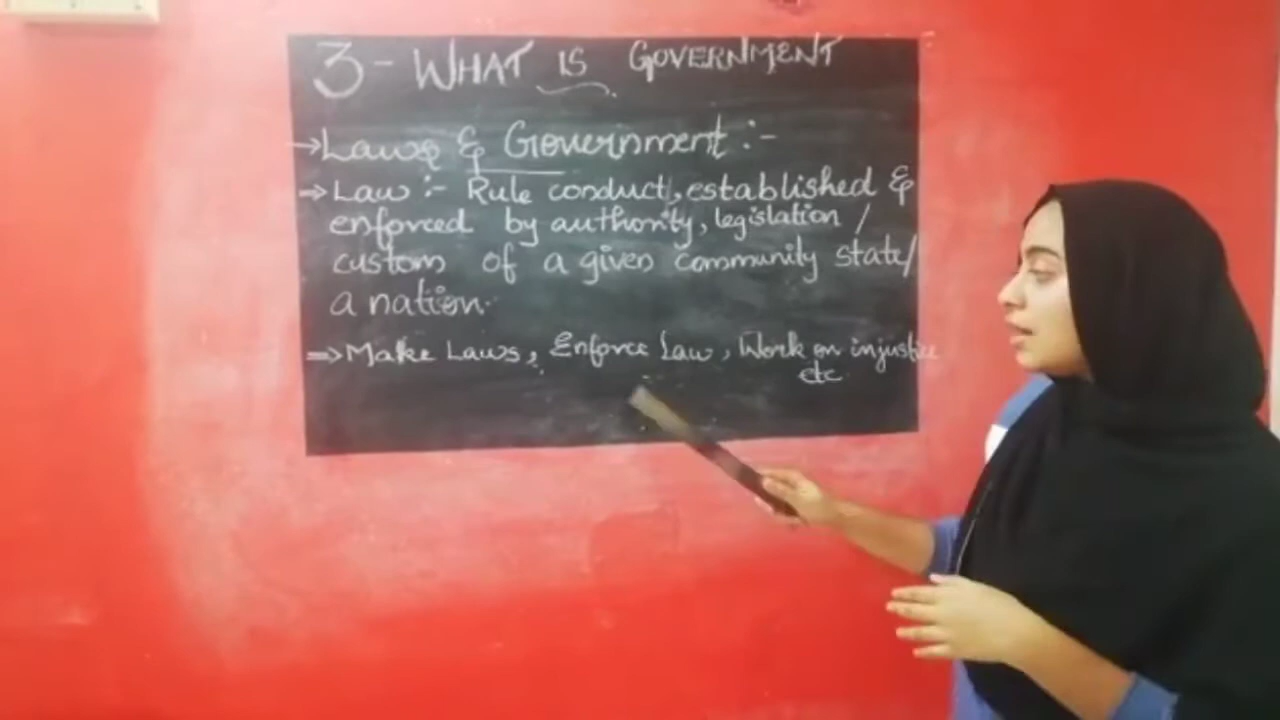 3 - WHAT IS GOVERNMENT
→ Laws & Government :-
⇒ Law :- Rule conduct, established &
enforced by authority, legislation /
custom of a given community state/
a nation.
⇒ Make Laws, Enforce Law, Work on injustice
etc